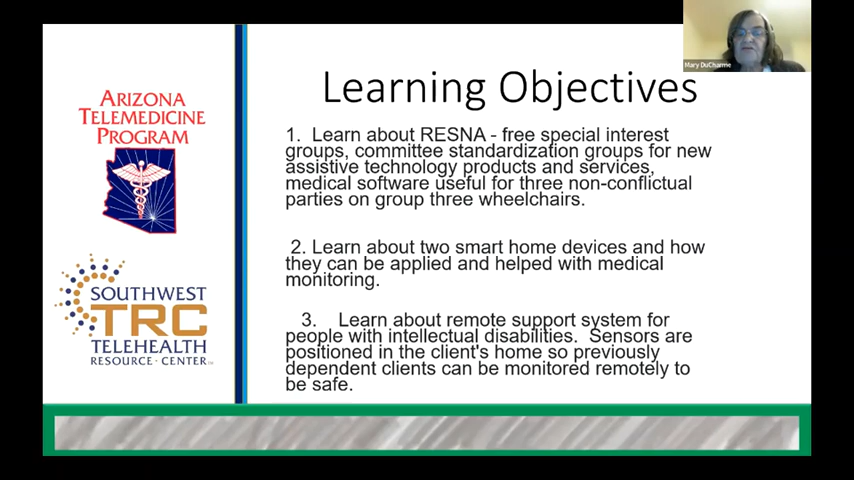 Mary DuCharme
Learning Objectives
ARIZONA
TELEMEDICINE
PROGRAM
SOUTHWEST
TRC
TELEHEALTH
RESOURCE · CENTER
1. Learn about RESNA - free special interest
groups, committee standardization groups for new
assistive technology products and services,
medical software useful for three non-conflictual
parties on group three wheelchairs.
2. Learn about two smart home devices and how
they can be applied and helped with medical
monitoring.
3. Learn about remote support system for
people with intellectual disabilities. Sensors are
positioned in the client's home so previously
dependent clients can be monitored remotely to
be safe.